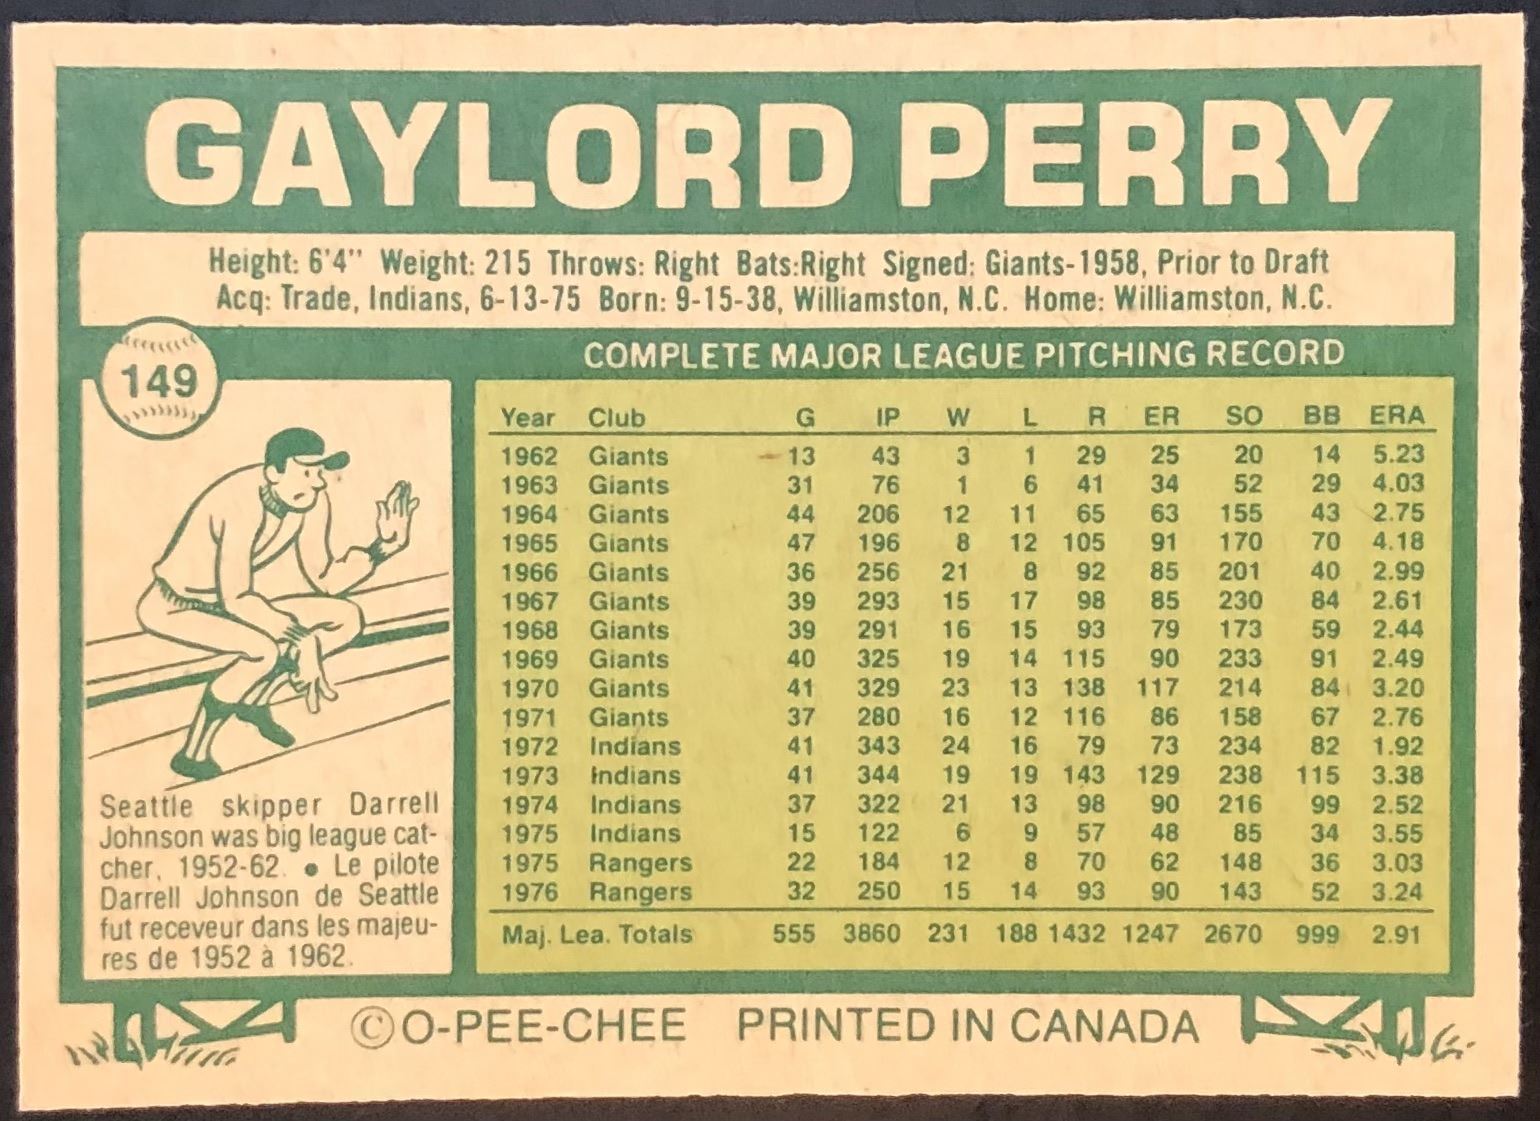 GAYLORD PERRY
Height: 6'4" Weight: 215 Throws: Right Bats:Right Signed: Giants-1958, Prior to Draft
Acq: Trade, Indians, 6-13-75 Born: 9-15-38, Williamston, N.C. Home: Williamston, N.C.
149
COMPLETE MAJOR LEAGUE PITCHING RECORD
Year Club G IP W L R ER SO BB ERA
1962 Giants 13 43 3 1 29 25 20 14 5.23
1963 Giants 31 76 1 6 41 34 52 29 4.03
1964 Giants 44 206 12 11 65 63 155 43 2.75
1965 Giants 47 196 8 12 105 91 170 70 4.18
1966 Giants 36 256 21 8 92 85 201 40 2.99
1967 Giants 39 293 15 17 98 85 230 84 2.61
1968 Giants 39 291 16 15 93 79 173 59 2.44
1969 Giants 40 325 19 14 115 90 233 91 2.49
1970 Giants 41 329 23 13 138 117 214 84 3.20
1971 Giants 37 280 16 12 116 86 158 67 2.76
1972 Indians 41 343 24 16 79 73 234 82 1.92
1973 Indians 41 344 19 19 143 129 238 115 3.38
1974 Indians 37 322 21 13 98 90 216 99 2.52
1975 Indians 15 122 6 9 57 48 85 34 3.55
1975 Rangers 22 184 12 8 70 62 148 36 3.03
1976 Rangers 32 250 15 14 93 90 143 52 3.24
Maj. Lea. Totals 555 3860 231 188 1432 1247 2670 999 2.91
Seattle skipper Darrell
Johnson was big league cat-
cher, 1952-62. • Le pilote
Darrell Johnson de Seattle
fut receveur dans les majeu-
res de 1952 à 1962.
©O-PEE-CHEE PRINTED IN CANADA